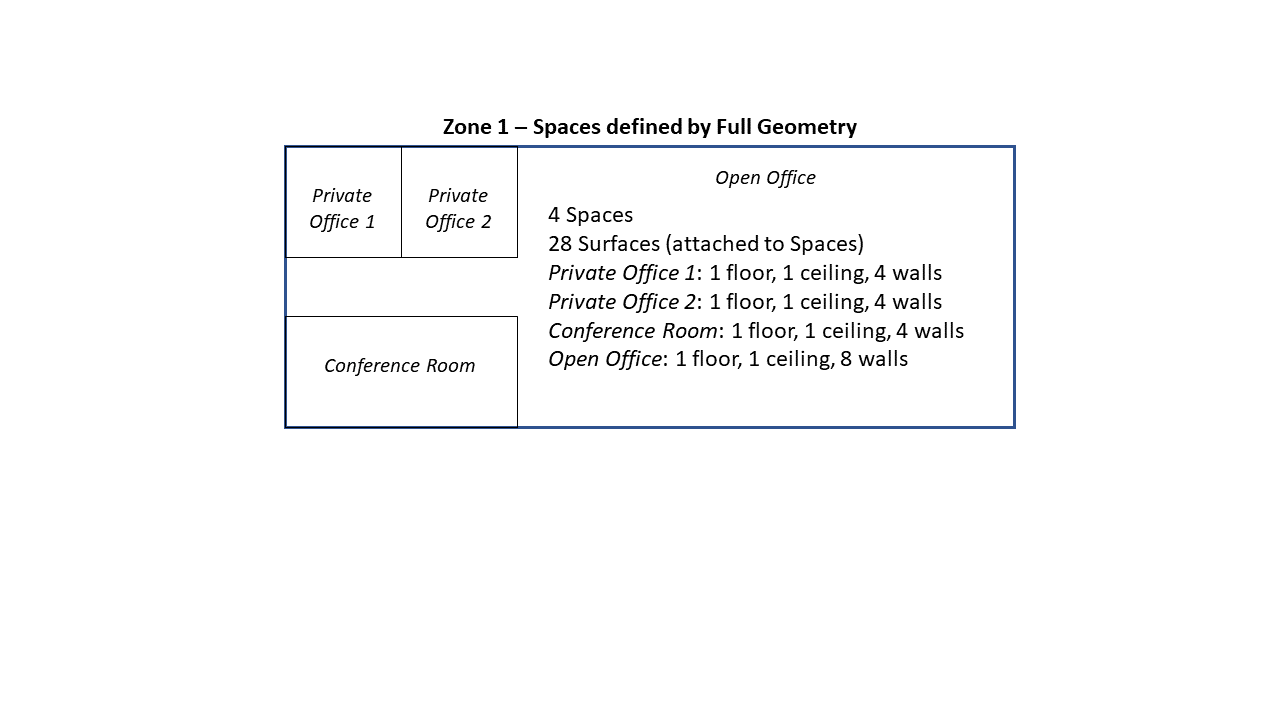 Zone 1 – Spaces defined by Full Geometry
Private
Office 1
Private
Office 2
Conference Room
Open Office
4 Spaces
28 Surfaces (attached to Spaces)
Private Office 1: 1 floor, 1 ceiling, 4 walls
Private Office 2: 1 floor, 1 ceiling, 4 walls
Conference Room: 1 floor, 1 ceiling, 4 walls
Open Office: 1 floor, 1 ceiling, 8 walls